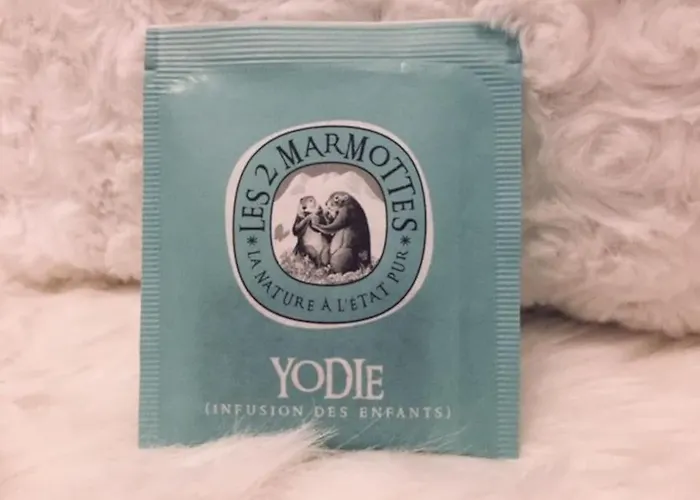 LES 2 MARMOTTES
*LA NATURE À L'ÉTAT PUR*
YODIE
(INFUSION DES ENFANTS)